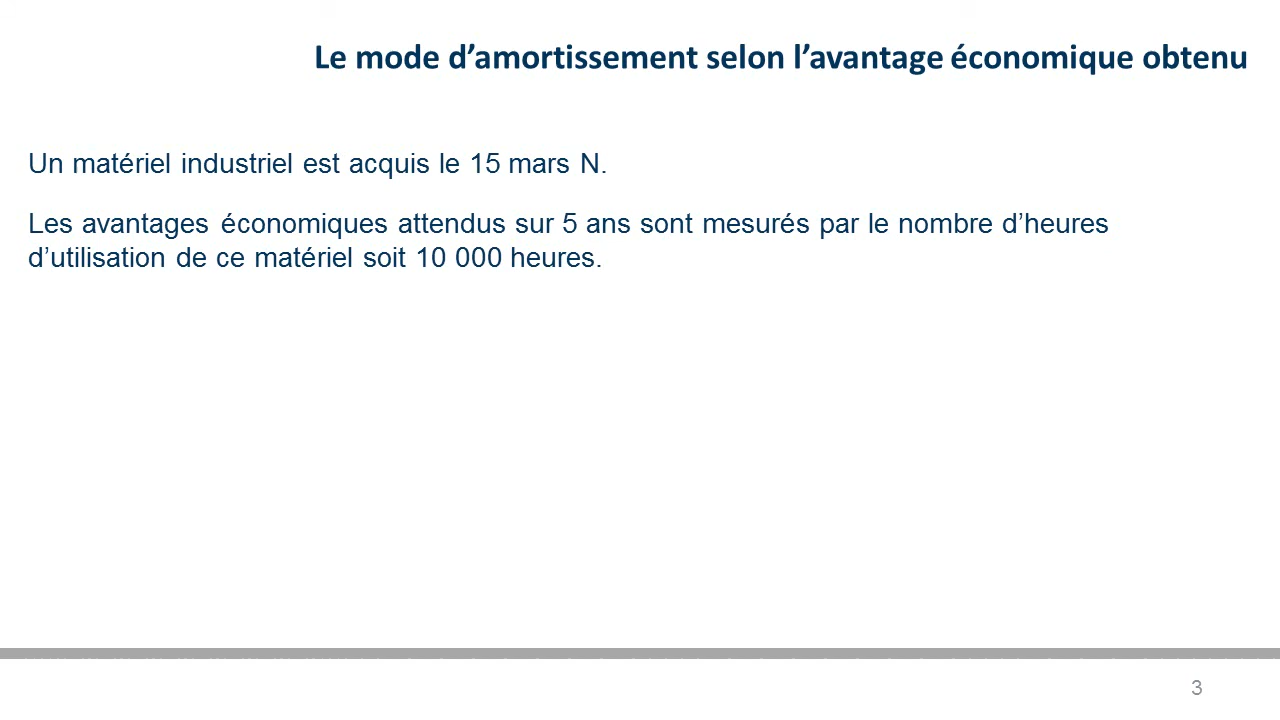 Le mode d’amortissement selon l’avantage économique obtenu
Un matériel industriel est acquis le 15 mars N.
Les avantages économiques attendus sur 5 ans sont mesurés par le nombre d’heures
d’utilisation de ce matériel soit 10 000 heures.
3